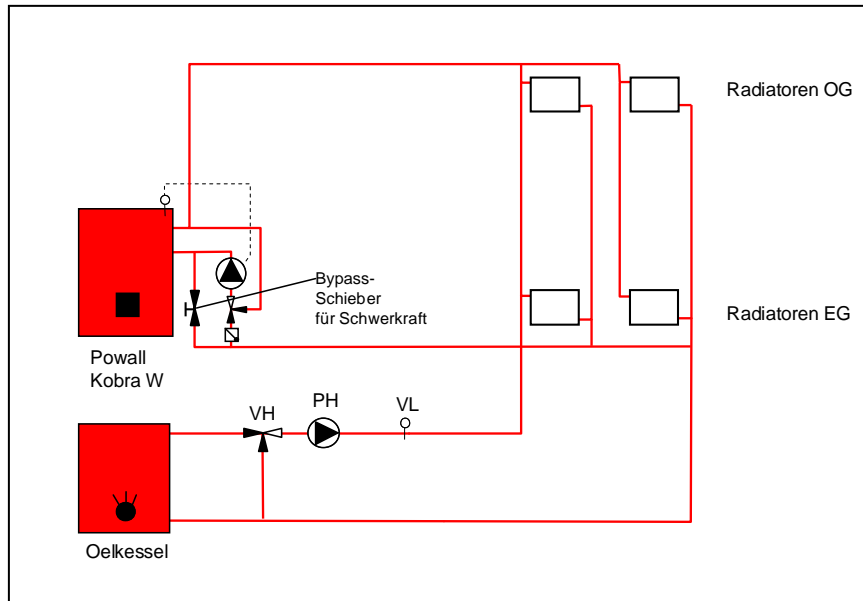 Radiatoren OG
Bypass-
Schieber
für Schwerkraft
Radiatoren EG
Powall
Kobra W
VH
PH
VL
Oelkessel